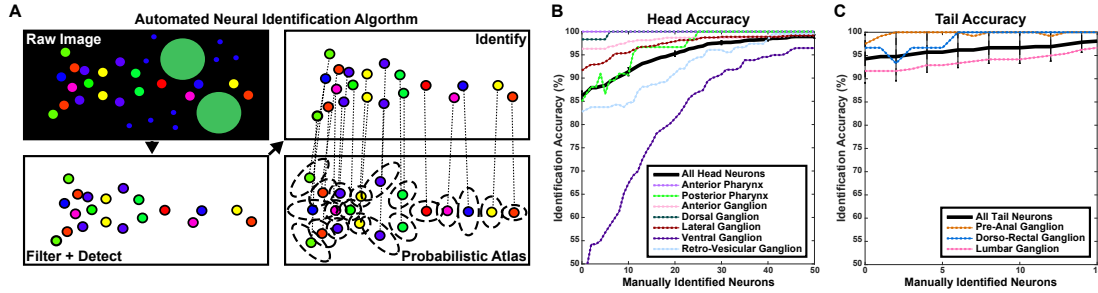 A
Automated Neural Identification Algorthm
Raw Image
Identify
Filter + Detect
Probabilistic Atlas
B
Head Accuracy
Identification Accuracy (%)
100
95
90
85
80
75
70
65
60
55
50
All Head Neurons
Anterior Pharynx
Posterior Pharynx
Anterior Ganglion
Dorsal Ganglion
Lateral Ganglion
Ventral Ganglion
Retro-Vesicular Ganglion
0
10
20
30
40
50
Manually Identified Neurons
C
Tail Accuracy
Identification Accuracy (%)
100
95
90
85
80
75
70
65
60
55
50
All Tail Neurons
Pre-Anal Ganglion
Dorso-Rectal Ganglion
Lumbar Ganglion
0
5
10
1
Manually Identified Neurons